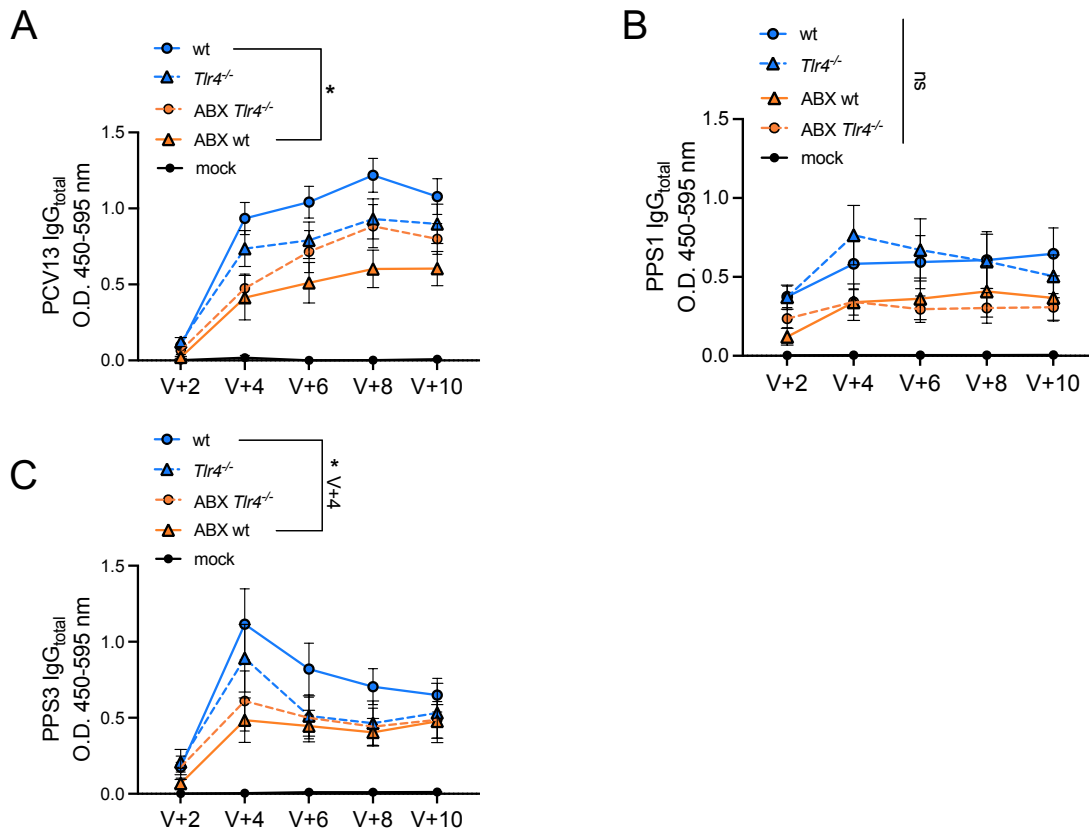 A
wt
Tlr4-/-
ABX Tlr4-/-
ABX wt
mock
*
PCV13 IgGtotal
O.D. 450-595 nm
1.5
1.0
0.5
0.0
V+2 V+4 V+6 V+8 V+10
B
wt
Tlr4-/-
ABX wt
ABX Tlr4-/-
mock
ns
PPS1 IgGtotal
O.D. 450-595 nm
1.5
1.0
0.5
0.0
V+2 V+4 V+6 V+8 V+10
C
wt
Tlr4-/-
ABX Tlr4-/-
ABX wt
mock
* V+4
PPS3 IgGtotal
O.D. 450-595 nm
1.5
1.0
0.5
0.0
V+2 V+4 V+6 V+8 V+10